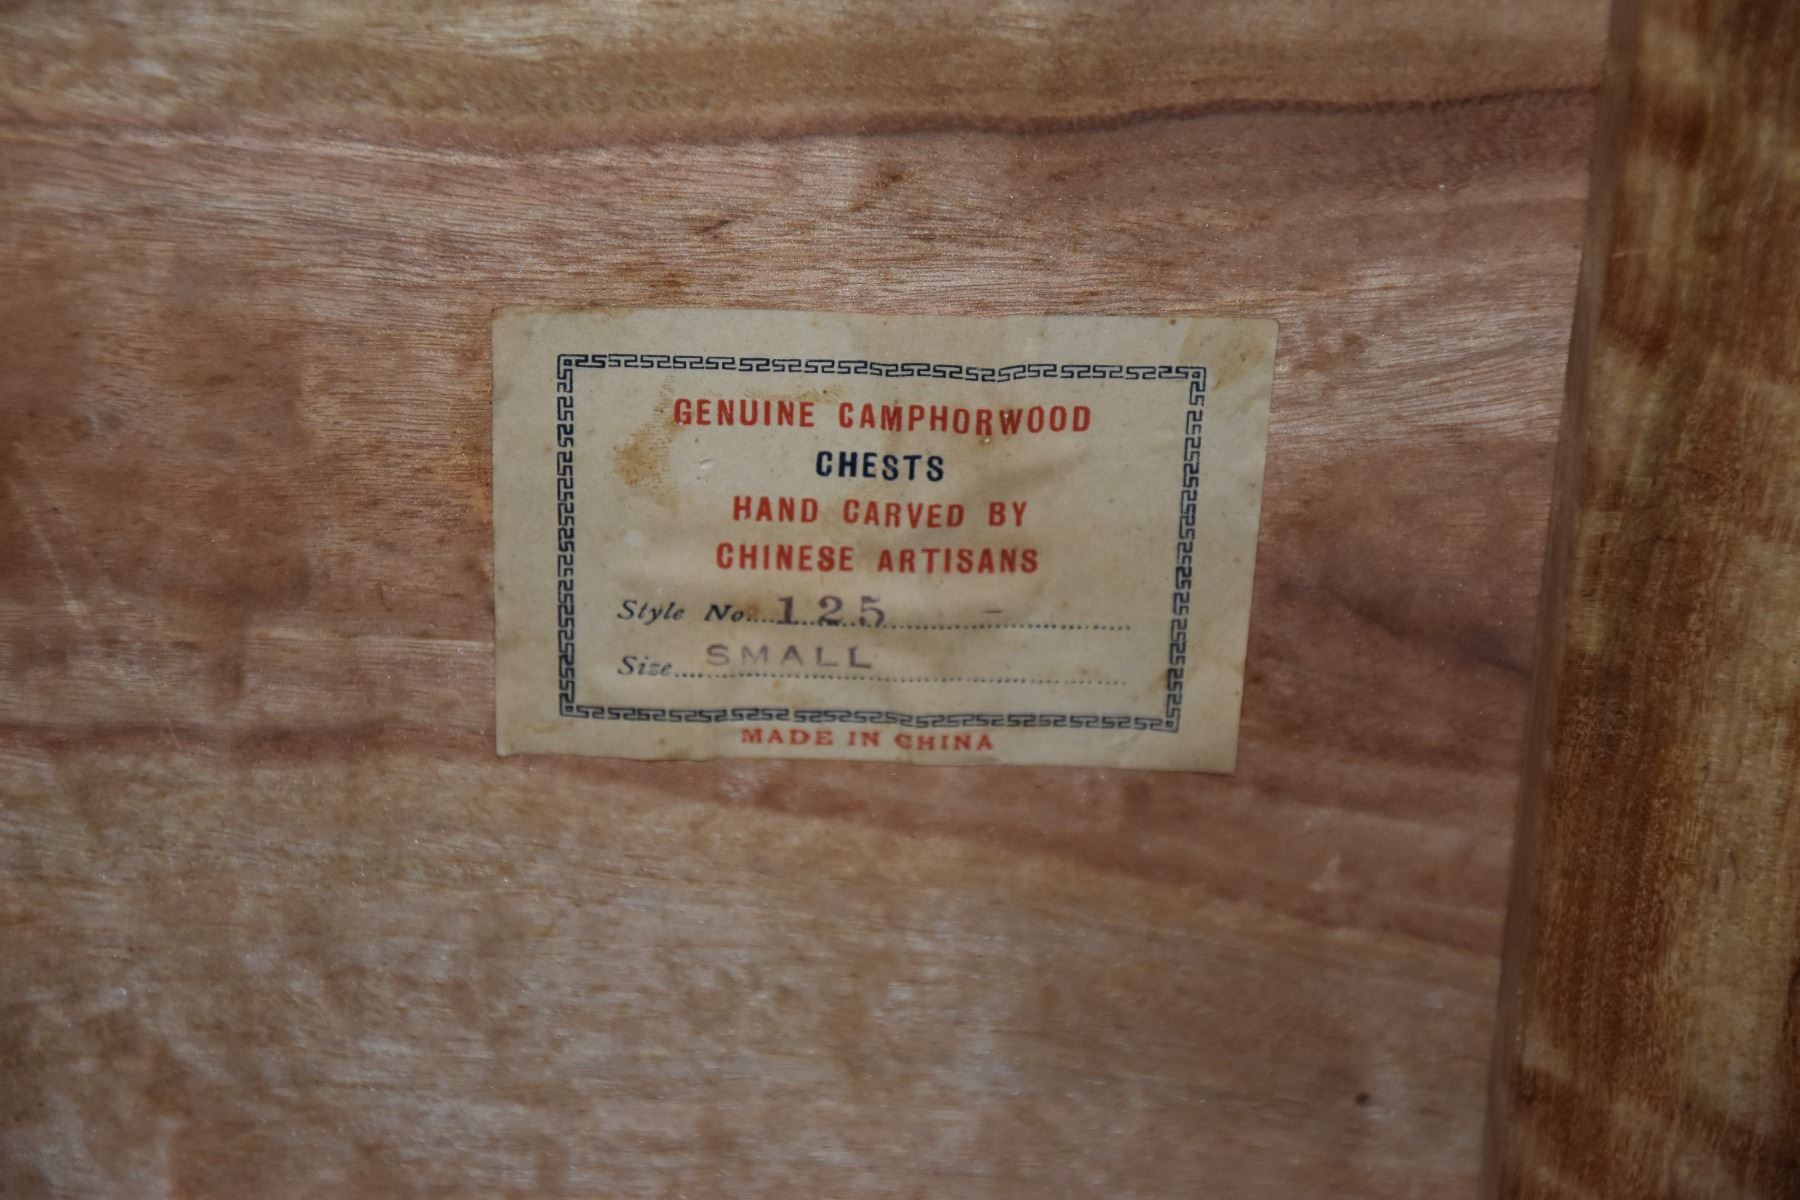 GENUINE CAMPHORWOOD
CHESTS
HAND CARVED BY
CHINESE ARTISANS
Style No. 125 -
Size SMALL
MADE IN CHINA